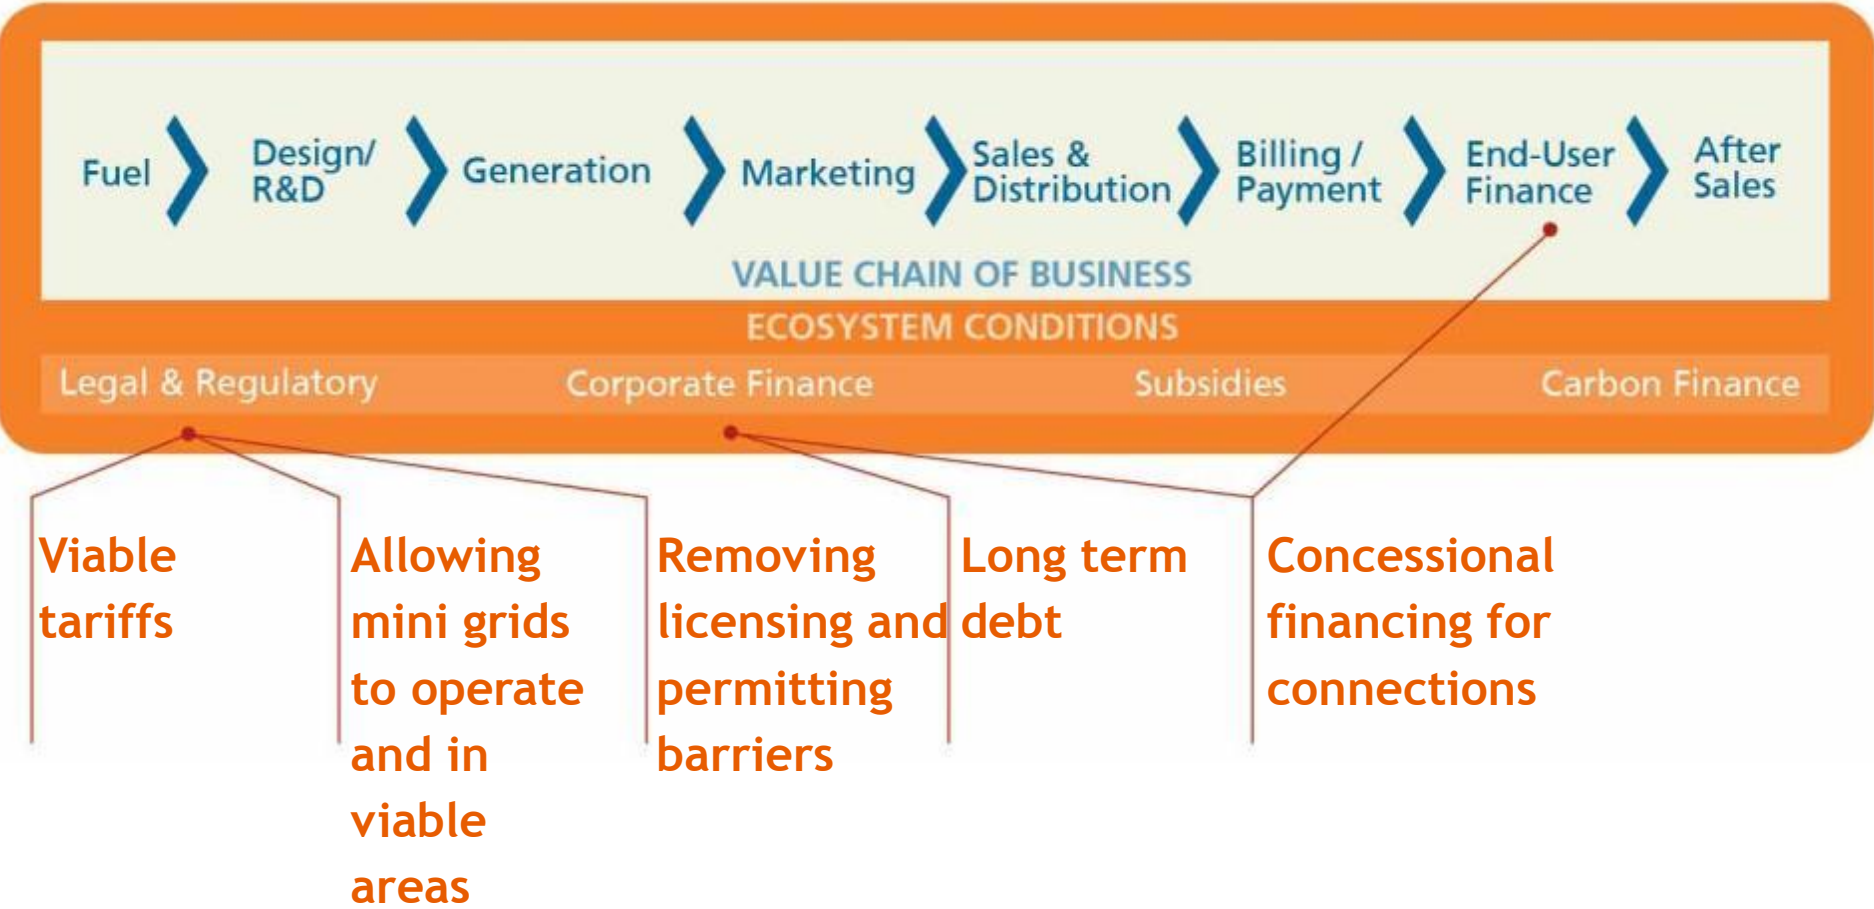 Fuel
Design/
R&D
Generation
Marketing
Sales &
Distribution
Billing /
Payment
End-User
Finance
After
Sales
VALUE CHAIN OF BUSINESS
ECOSYSTEM CONDITIONS
Legal & Regulatory
Corporate Finance
Subsidies
Carbon Finance
Viable
tariffs
Allowing
mini grids
to operate
and in
viable
areas
Removing
licensing and
permitting
barriers
Long term
debt
Concessional
financing for
connections